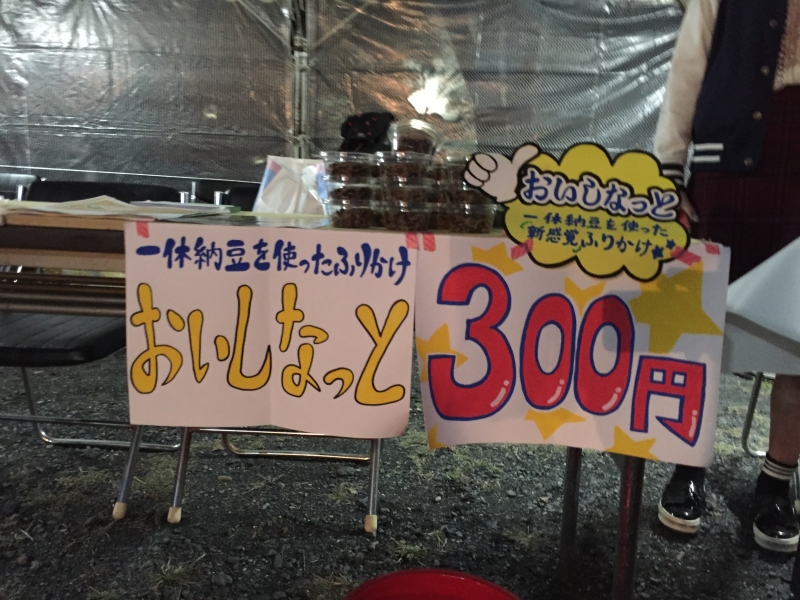 一休納豆を使ったふりかけ
おいしなっと
おいしなっと
一休納豆を使った
新感覚ふりかけ
300円